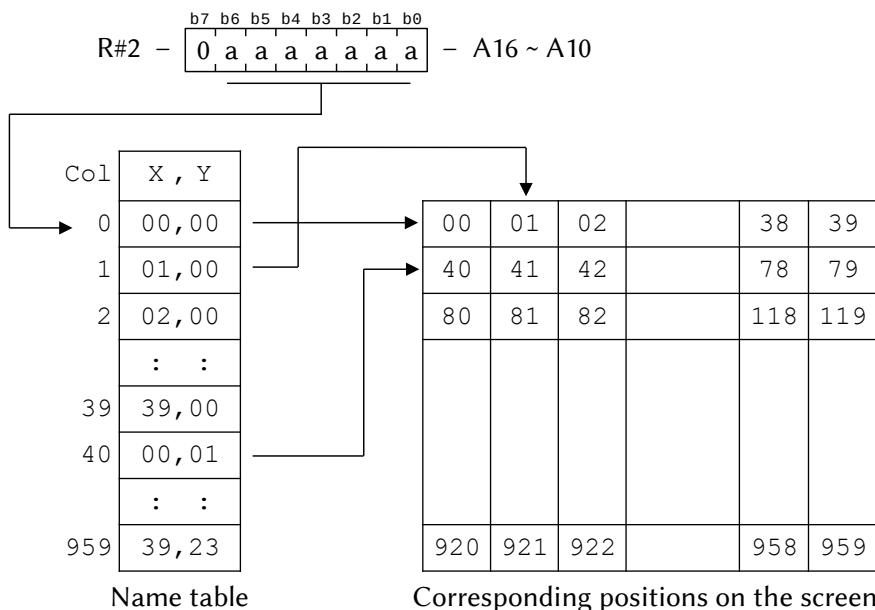 b7 b6 b5 b4 b3 b2 b1 b0
R#2 – 0 a a a a a a a – A16 ~ A10
Col X , Y
0 00,00 00 01 02 38 39
1 01,00 40 41 42 78 79
2 02,00 80 81 82 118 119
: :
39 39,00
40 00,01
: :
959 39,23 920 921 922 958 959
Name table Corresponding positions on the screen